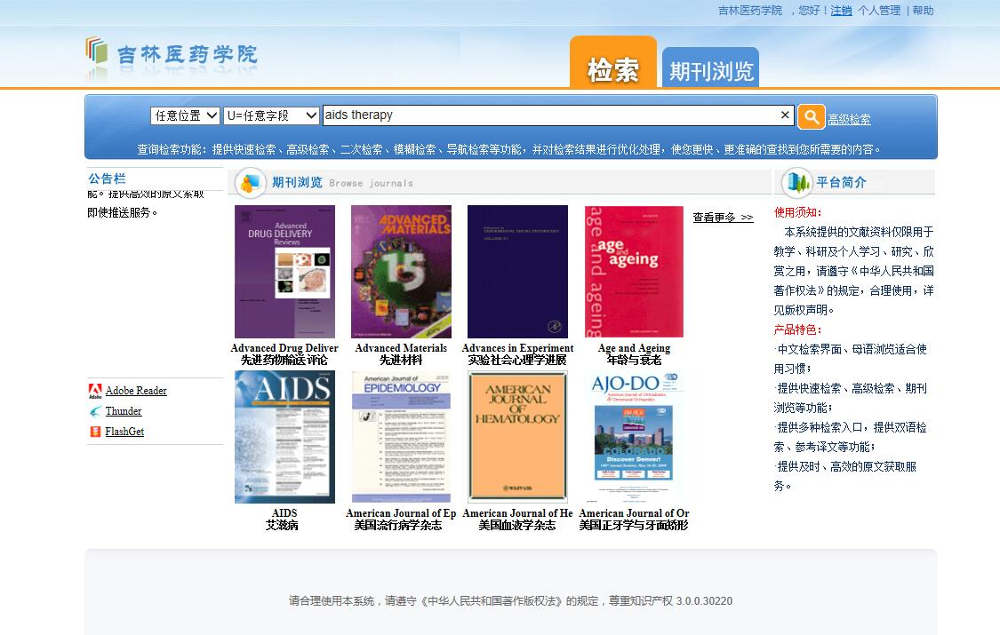 吉林医药学院 ，您好！注销 个人管理 | 帮助
吉林医药学院
检索
期刊浏览
任意位置 U=任意字段 aids therapy × 高级检索
查询检索功能：提供快速检索、高级检索、二次检索、模糊检索、导航检索等功能，并对检索结果进行优化处理，使您更快、更准确的查找到您所需要的内容。
公告栏
能。提供高效的原文索取
即使推送服务。
Adobe Reader
Thunder
FlashGet
期刊浏览 Browse journals
查看更多 >>
Advanced
DRUG DELIVERY
Reviews
ADVANCED
MATERIALS
15
EXPERIMENTAL SOCIAL PSYCHOLOGY
age and ageing
age
and
ageing
Advanced Drug Deliver
先进药物输送评论
Advanced Materials
先进材料
Advances in Experiment
实验社会心理学进展
Age and Ageing
年龄与衰老
AIDS
American Journal of
EPIDEMIOLOGY
AMERICAN
JOURNAL
OF
HEMATOLOGY
WILEY-LISS
AJO-DO
American Journal of Orthodontics
& Dentofacial Orthopedics
COLORADO
Discover Denver!
AIDS
艾滋病
American Journal of Ep
美国流行病学杂志
American Journal of He
美国血液学杂志
American Journal of Or
美国正牙学与牙面矫形
平台简介
使用须知：
本系统提供的文献资料仅限用于
教学、科研及个人学习、研究、欣
赏之用，请遵守《中华人民共和国
著作权法》的规定，合理使用，详
见版权声明。
产品特色：
·中文检索界面、母语浏览适合使
用习惯；
·提供快速检索、高级检索、期刊
浏览等功能；
·提供多种检索入口，提供双语检
索、参考译文等功能；
·提供及时、高效的原文获取服
务。
请合理使用本系统，请遵守《中华人民共和国著作版权法》的规定，尊重知识产权 3.0.0.30220